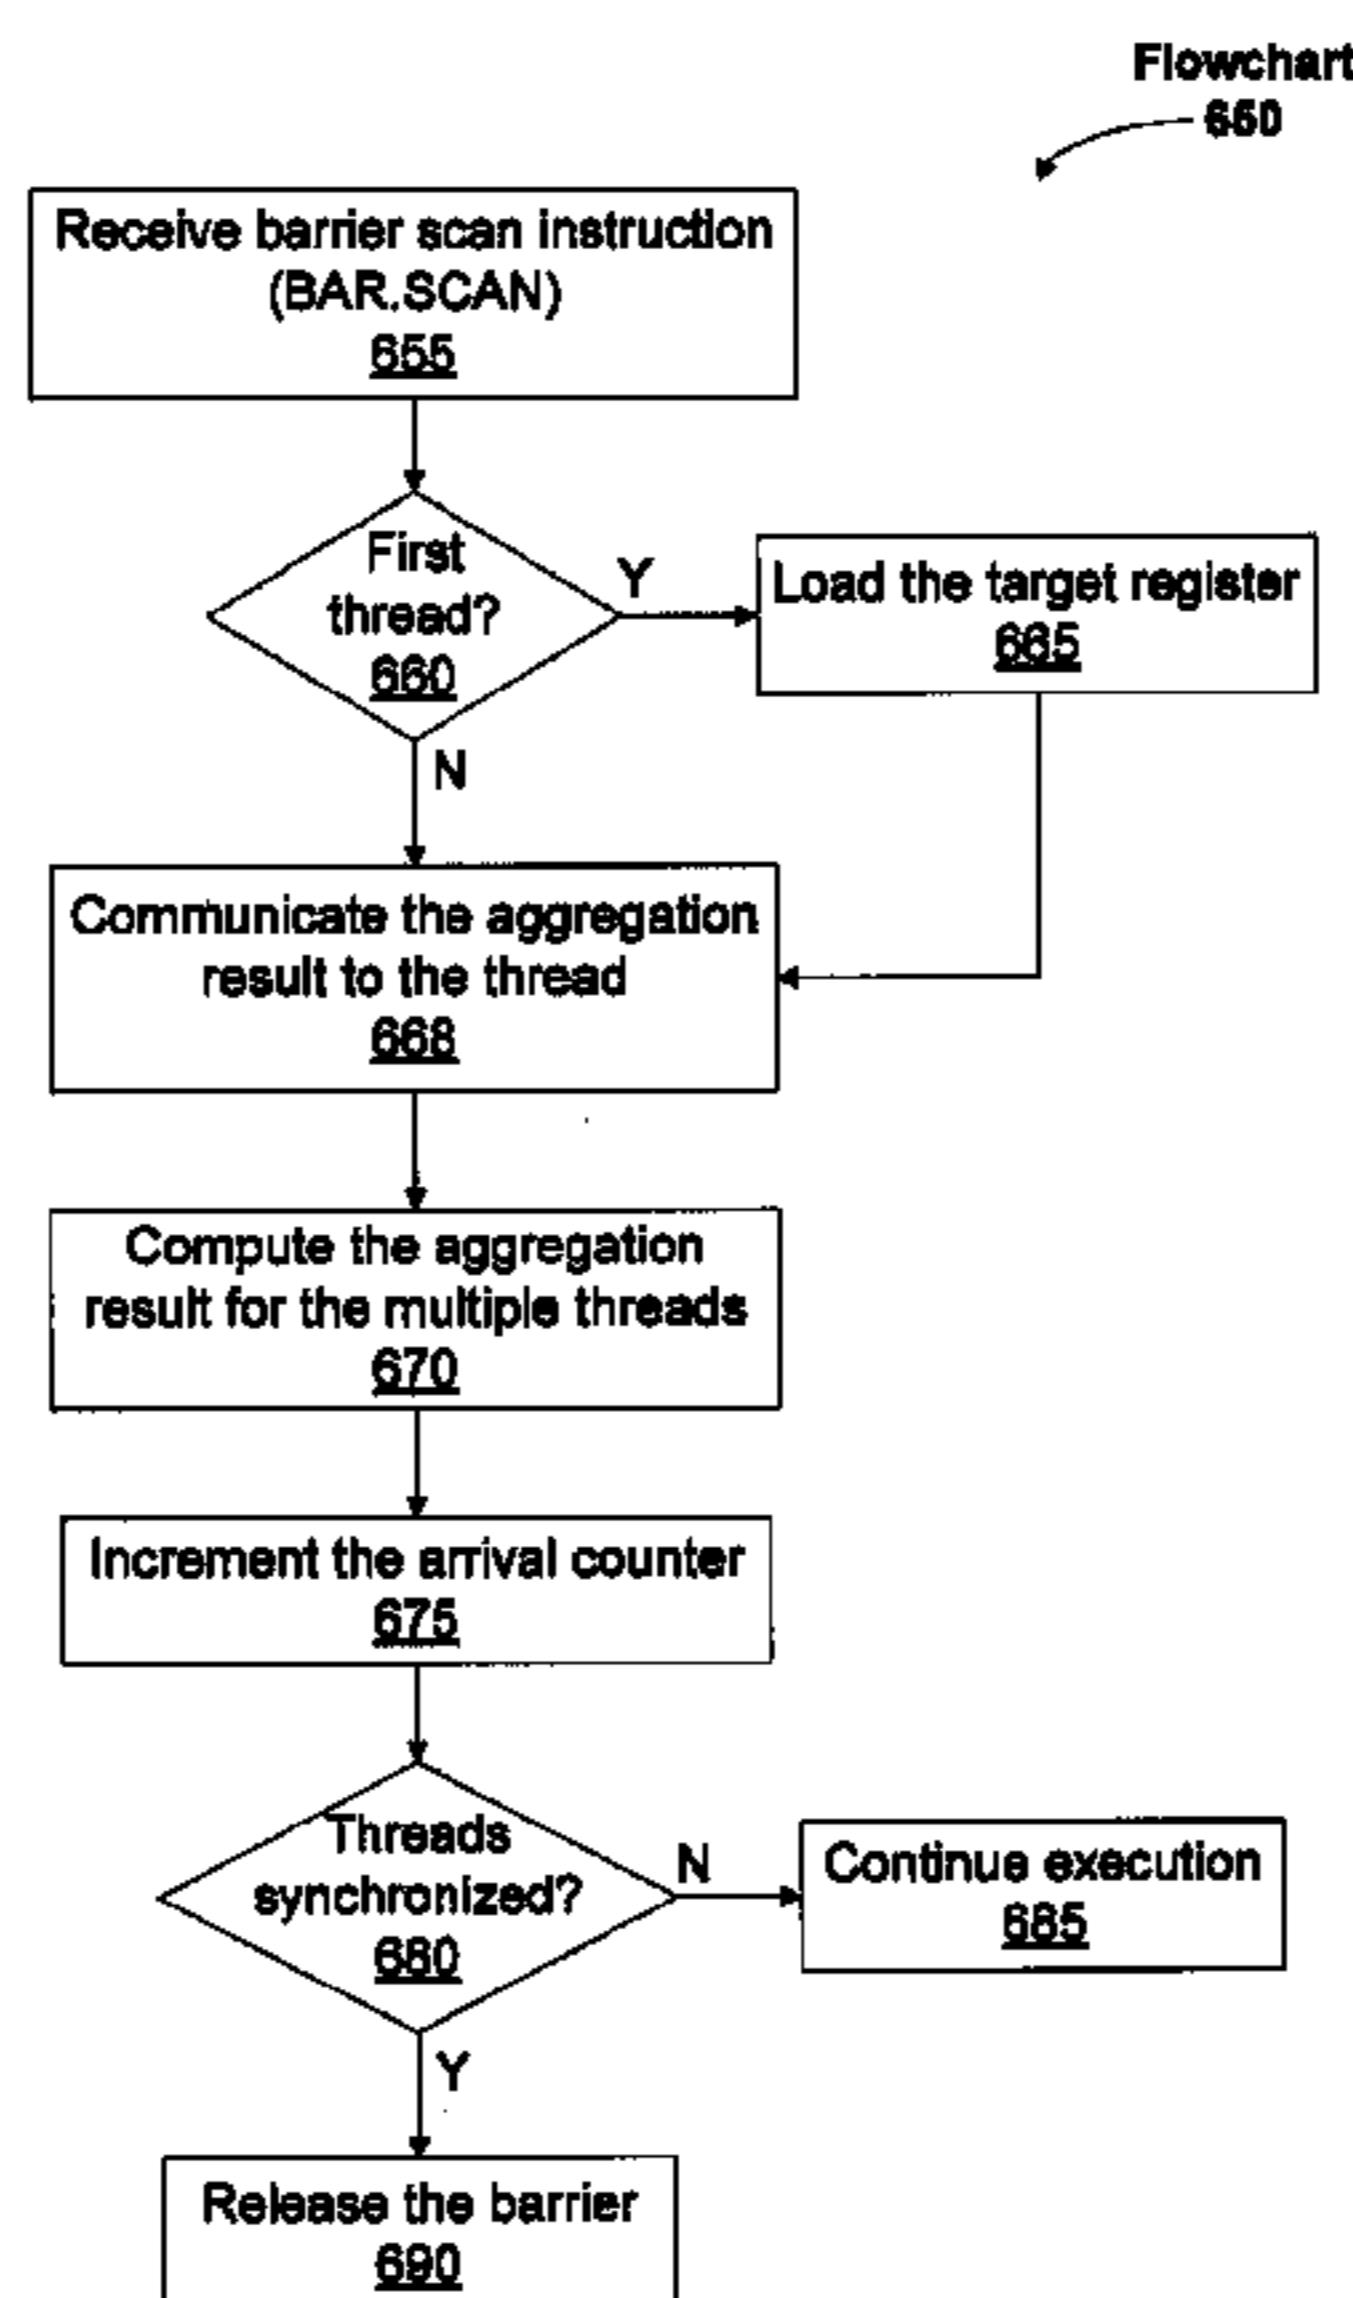 Flowchart
650
Receive barrier scan instruction
(BAR.SCAN)
655
First
thread?
660
Y
Load the target register
665
N
Communicate the aggregation
result to the thread
668
Compute the aggregation
result for the multiple threads
670
Increment the arrival counter
675
Threads
synchronized?
680
N
Continue execution
685
Y
Release the barrier
690